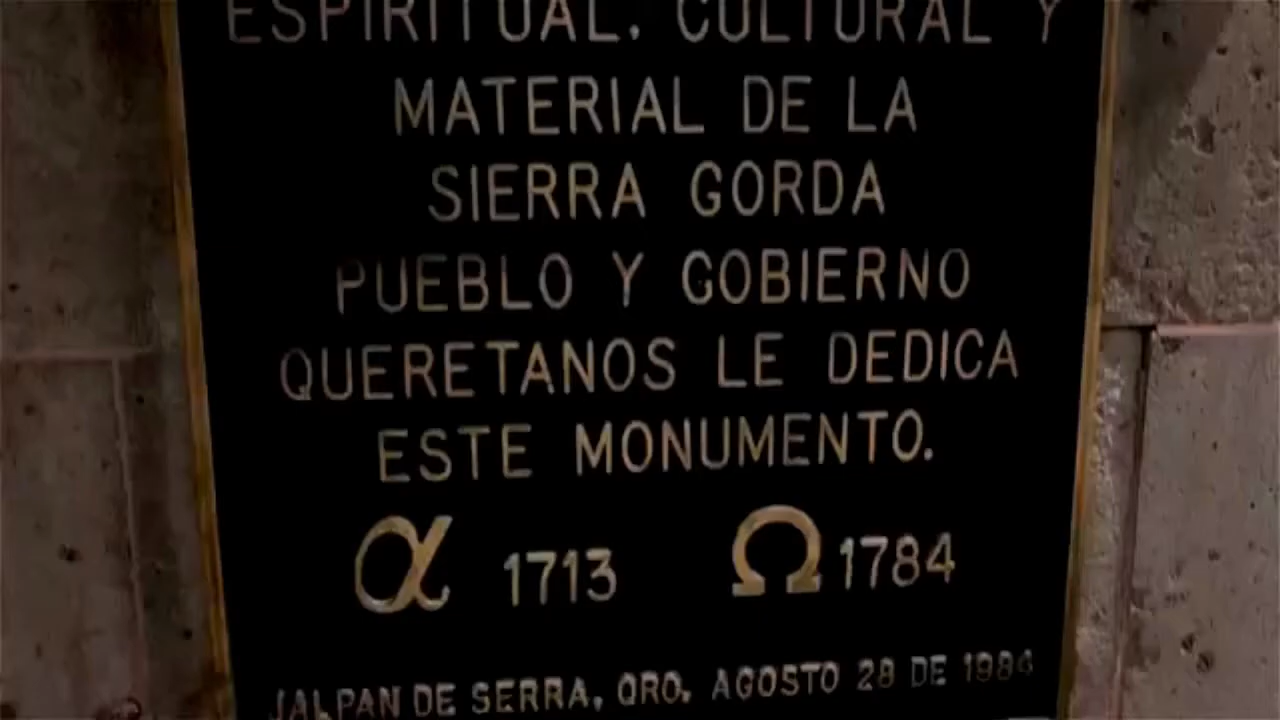 ESPIRITUAL, CULTURAL Y
MATERIAL DE LA
SIERRA GORDA
PUEBLO Y GOBIERNO
QUERETANOS LE DEDICA
ESTE MONUMENTO.
α 1713 Ω 1784
JALPAN DE SERRA, QRO, AGOSTO 28 DE 1984